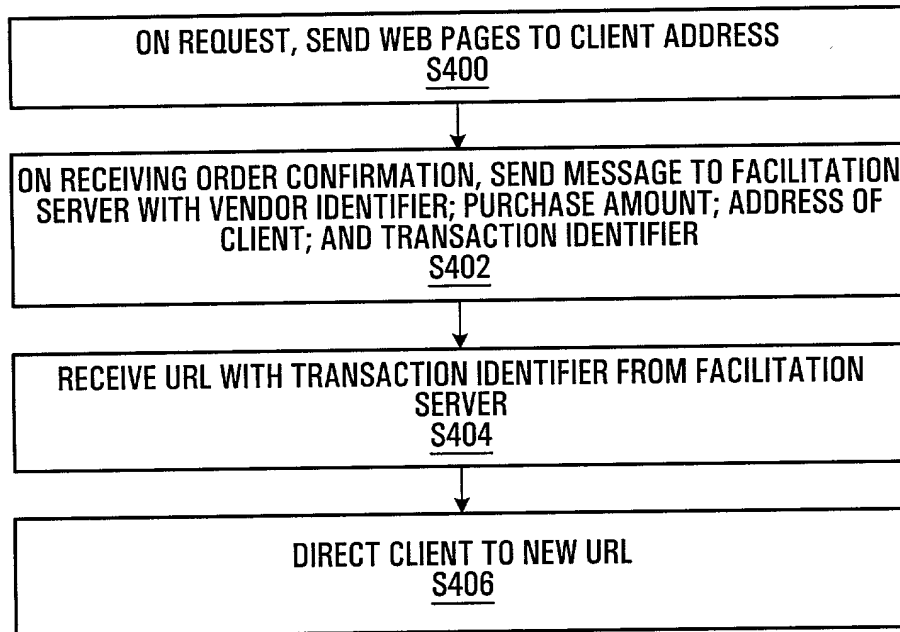 ON REQUEST, SEND WEB PAGES TO CLIENT ADDRESS
S400
ON RECEIVING ORDER CONFIRMATION, SEND MESSAGE TO FACILITATION
SERVER WITH VENDOR IDENTIFIER; PURCHASE AMOUNT; ADDRESS OF
CLIENT; AND TRANSACTION IDENTIFIER
S402
RECEIVE URL WITH TRANSACTION IDENTIFIER FROM FACILITATION
SERVER
S404
DIRECT CLIENT TO NEW URL
S406